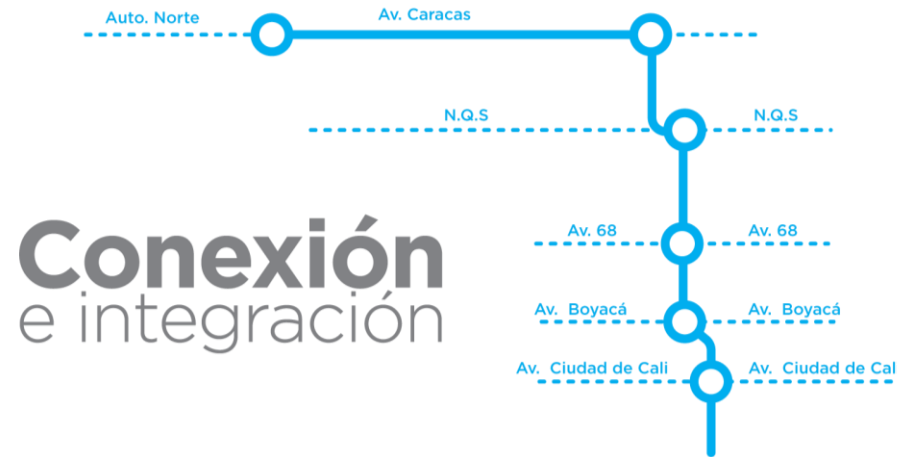 Auto. Norte
Av. Caracas
N.Q.S
N.Q.S
Conexión
e integración
Av. 68
Av. 68
Av. Boyacá
Av. Boyacá
Av. Ciudad de Cali
Av. Ciudad de Cal